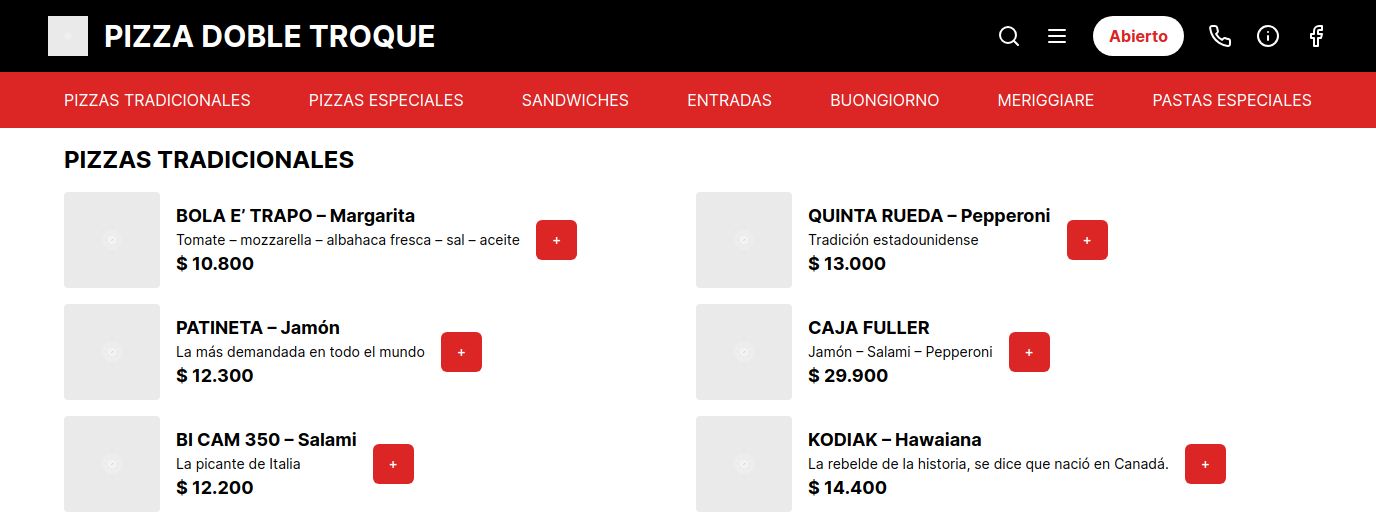 PIZZA DOBLE TROQUE
Abierto
PIZZAS TRADICIONALES PIZZAS ESPECIALES SANDWICHES ENTRADAS BUONGIORNO MERIGGIARE PASTAS ESPECIALES
PIZZAS TRADICIONALES
BOLA E’ TRAPO – Margarita
Tomate – mozzarella – albahaca fresca – sal – aceite
$ 10.800
+
QUINTA RUEDA – Pepperoni
Tradición estadounidense
$ 13.000
+
PATINETA – Jamón
La más demandada en todo el mundo
$ 12.300
+
CAJA FULLER
Jamón – Salami – Pepperoni
$ 29.900
+
BI CAM 350 – Salami
La picante de Italia
$ 12.200
+
KODIAK – Hawaiana
La rebelde de la historia, se dice que nació en Canadá.
$ 14.400
+